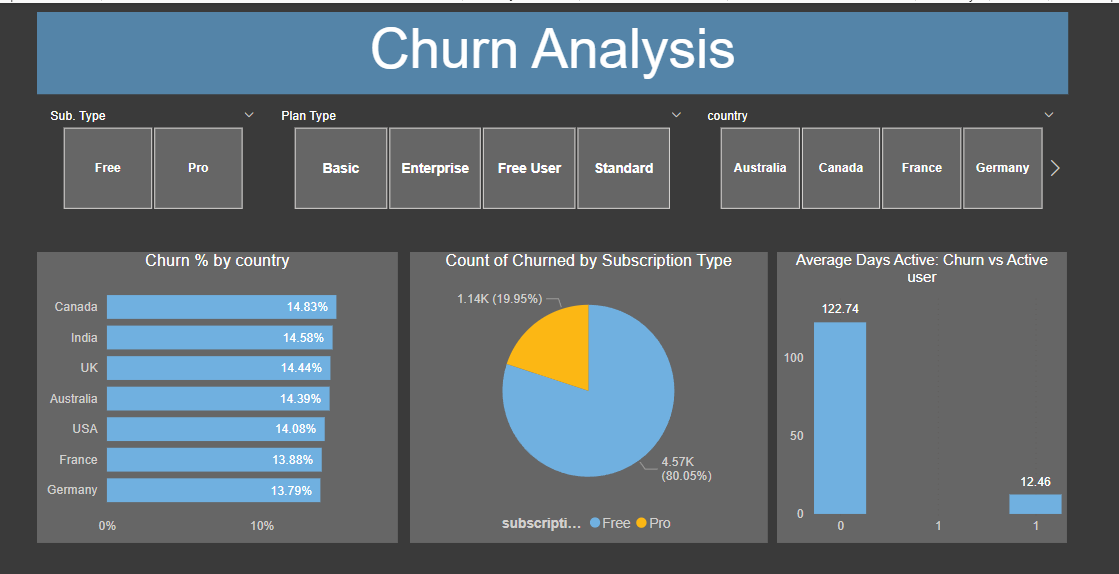 Churn Analysis
Sub. Type
Plan Type
country
Free
Pro
Basic
Enterprise
Free User
Standard
Australia
Canada
France
Germany
Churn % by country
Canada
14.83%
India
14.58%
UK
14.44%
Australia
14.39%
USA
14.08%
France
13.88%
Germany
13.79%
0%
10%
Count of Churned by Subscription Type
1.14K (19.95%)
4.57K
(80.05%)
subscripti...
Free
Pro
Average Days Active: Churn vs Active
user
122.74
100
50
0
12.46
0
1
1